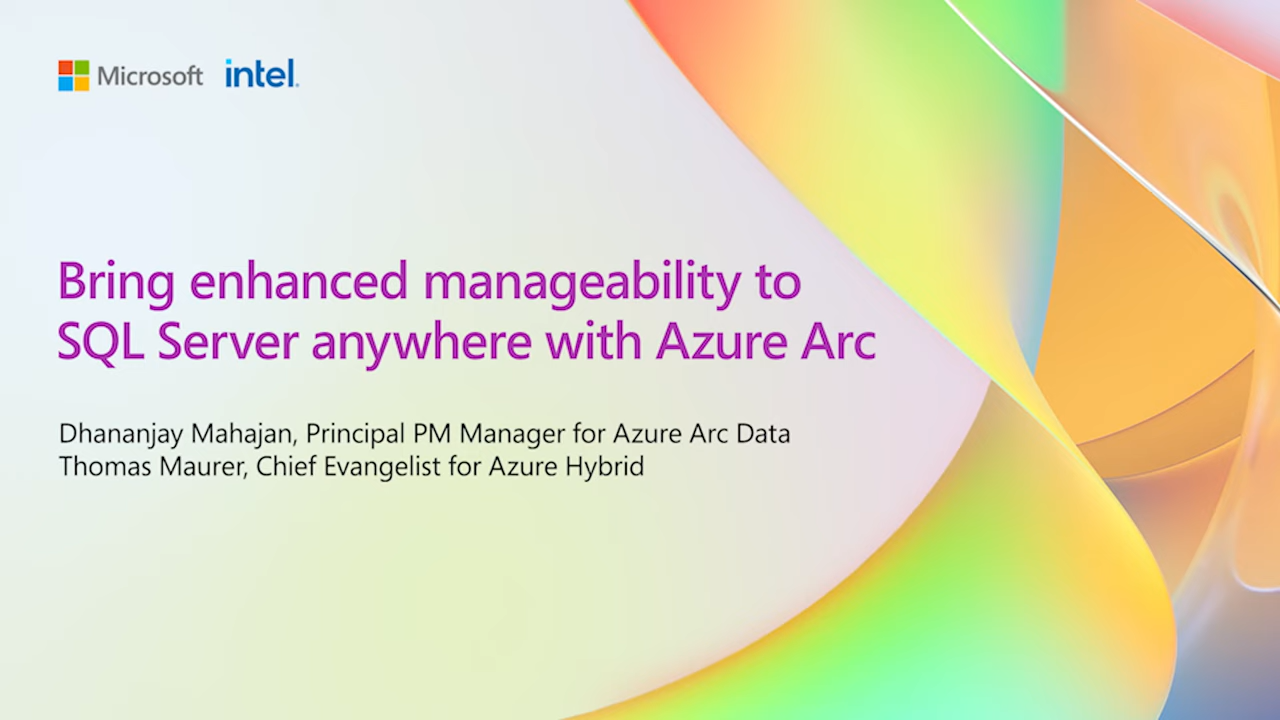 Microsoft intel.
Bring enhanced manageability to
SQL Server anywhere with Azure Arc
Dhananjay Mahajan, Principal PM Manager for Azure Arc Data
Thomas Maurer, Chief Evangelist for Azure Hybrid